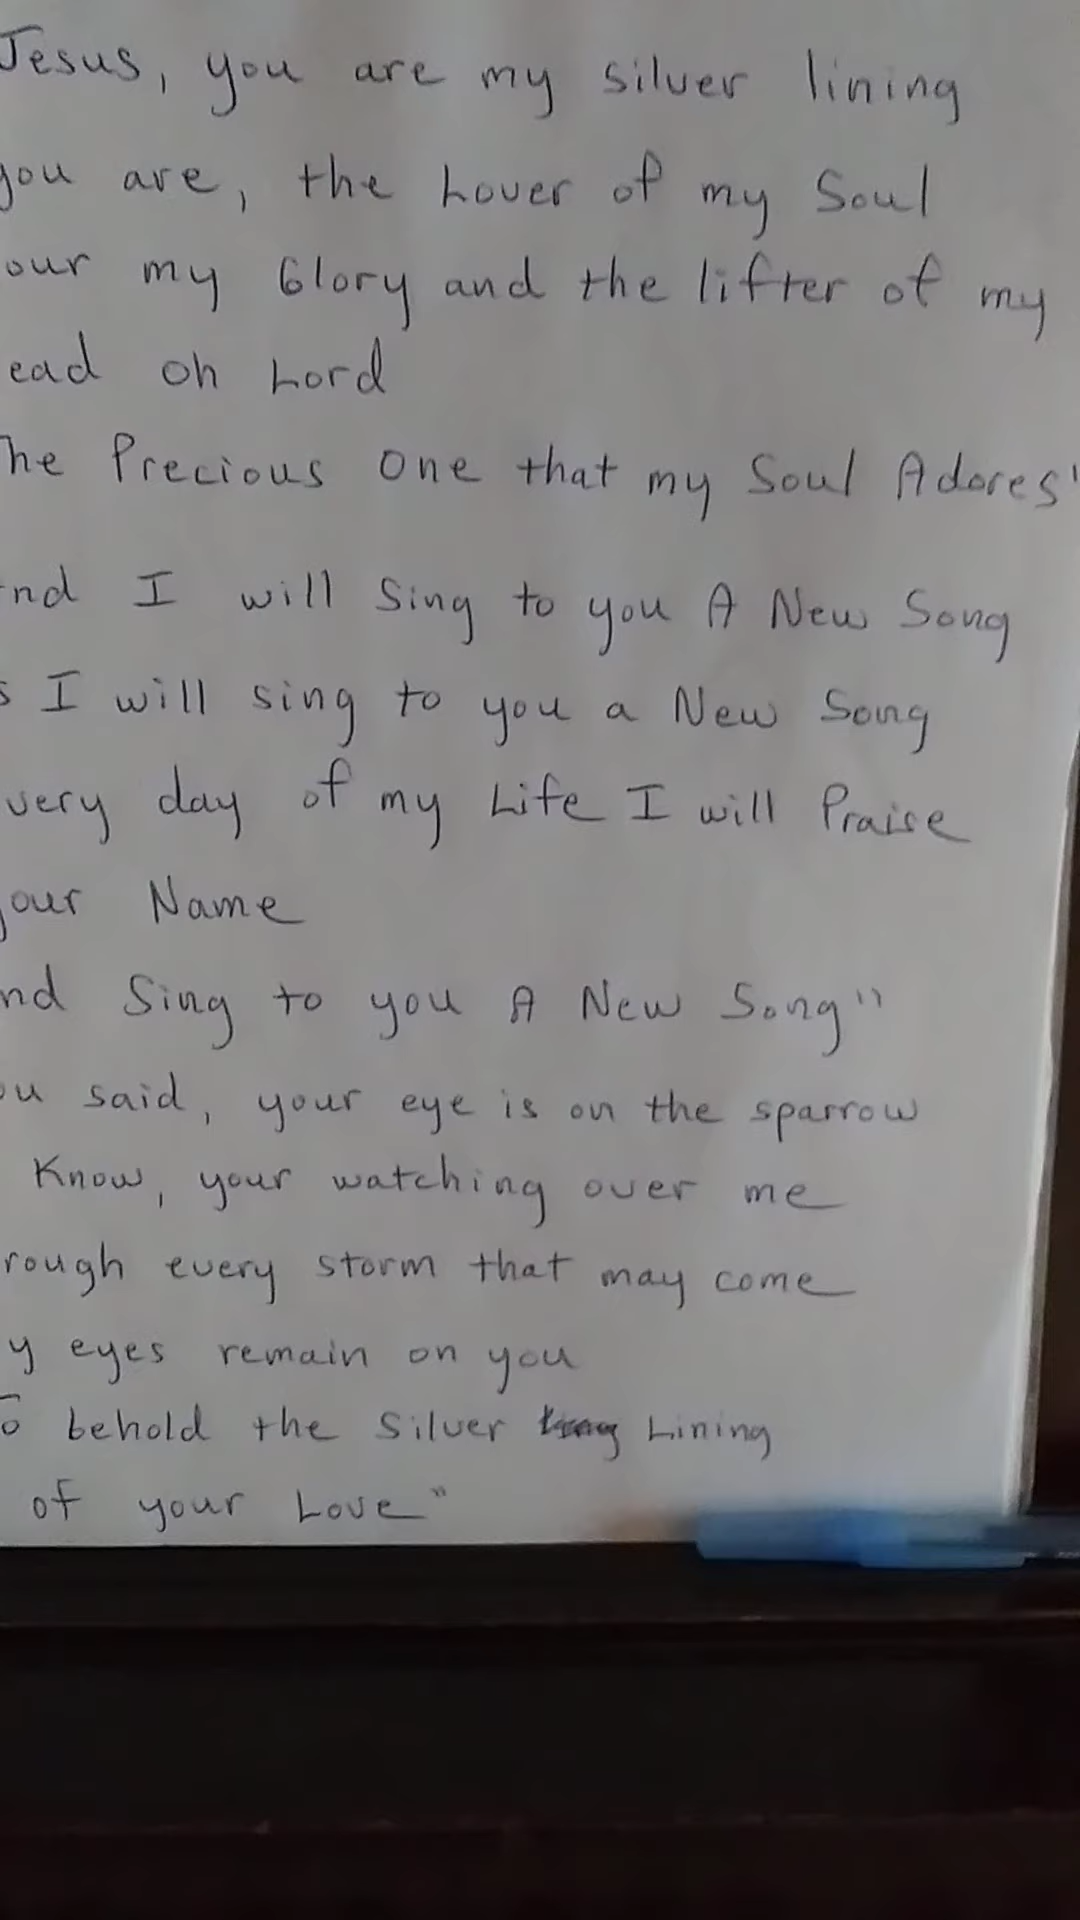 Jesus, you are my silver lining
you are, the Lover of my Soul
our my Glory and the lifter of my
ead oh Lord
he Precious One that my Soul Adores"
nd I will Sing to you A New Song
s I will sing to you a New Song
very day of my Life I will Praise
your Name
nd Sing to you A New Song"
ou said, your eye is on the sparrow
Know, your watching over me
rough every storm that may come
y eyes remain on you
To behold the Silver Lining
of your Love"